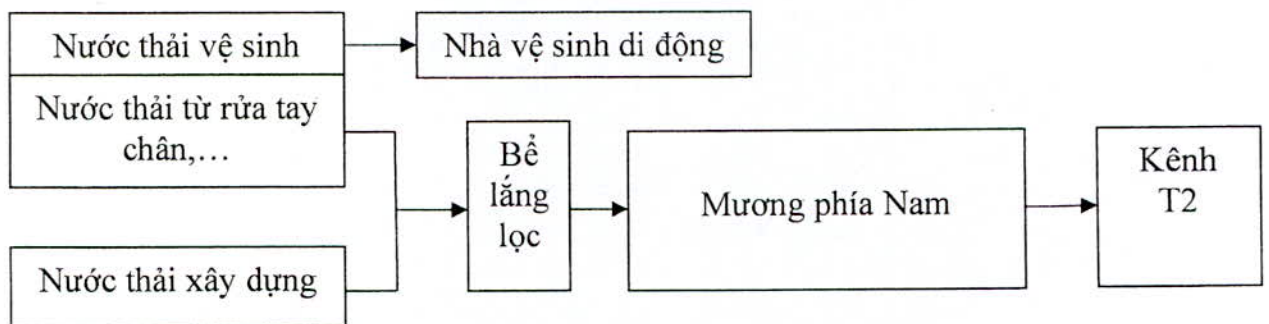 Nước thải vệ sinh
Nhà vệ sinh di động
Nước thải từ rửa tay
chân,...
Bể
lắng
lọc
Mương phía Nam
Kênh
T2
Nước thải xây dựng